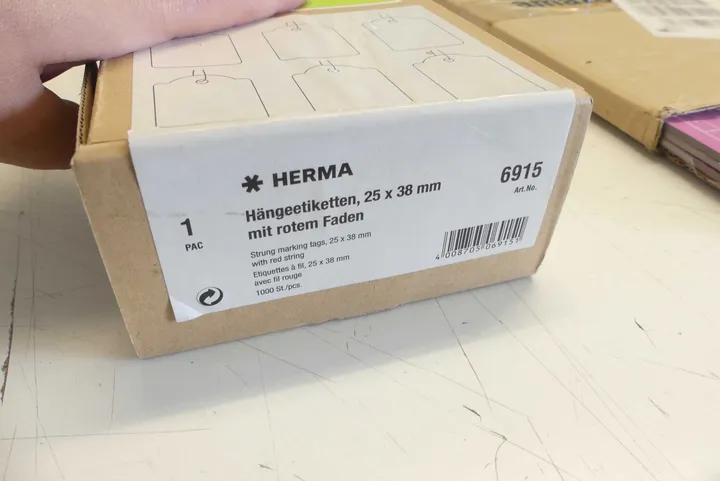 HERMA
6915
Art.No.
1
PAC
Hängeetiketten, 25 x 38 mm
mit rotem Faden
Strung marking tags, 25 x 38 mm
with red string
Etiquettes à fil, 25 x 38 mm
avec fil rouge
1000 St./pcs.
4 008705 069151